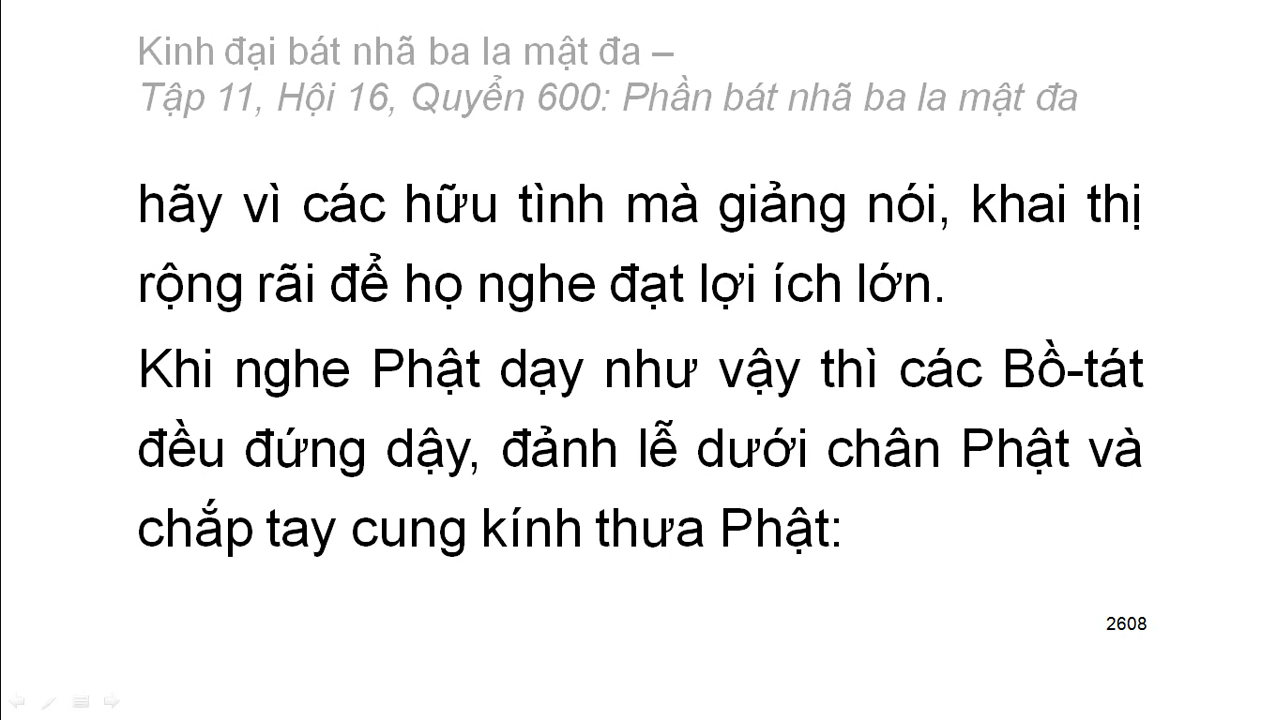 Kinh đại bát nhã ba la mật đa –
Tập 11, Hội 16, Quyển 600: Phần bát nhã ba la mật đa
hãy vì các hữu tình mà giảng nói, khai thị
rộng rãi để họ nghe đạt lợi ích lớn.
Khi nghe Phật dạy như vậy thì các Bồ-tát
đều đứng dậy, đảnh lễ dưới chân Phật và
chắp tay cung kính thưa Phật:
2608